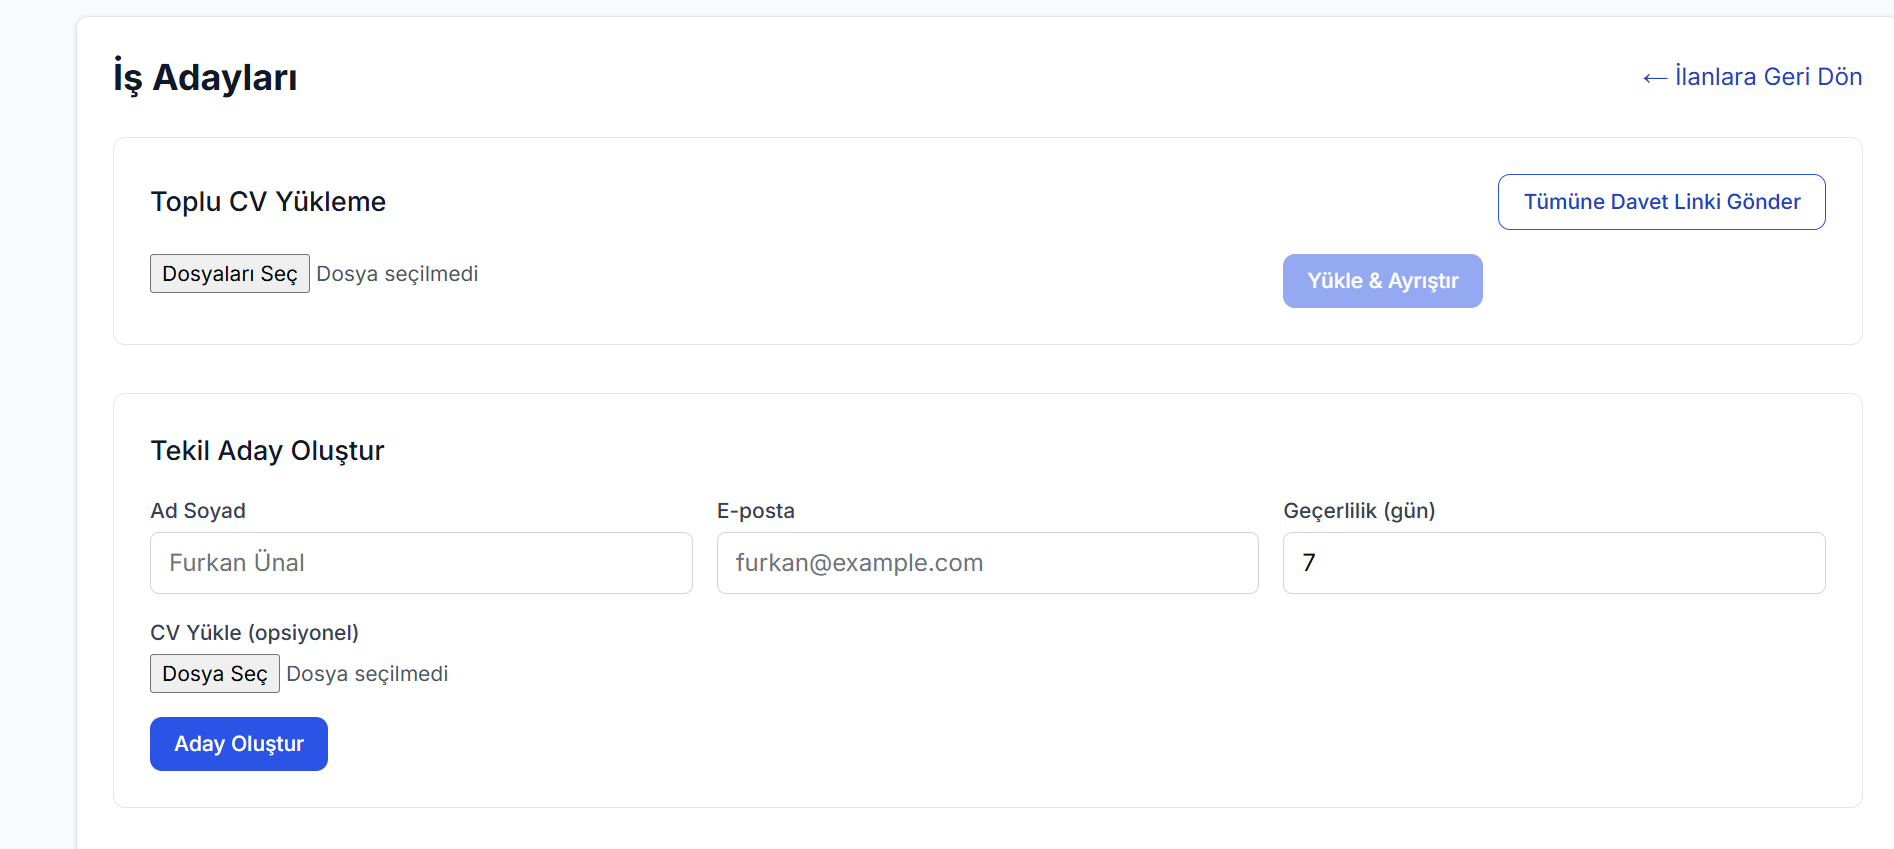 İş Adayları
← İlanlara Geri Dön
Toplu CV Yükleme
Tümüne Davet Linki Gönder
Dosyaları Seç Dosya seçilmedi
Yükle & Ayrıştır
Tekil Aday Oluştur
Ad Soyad
E-posta
Geçerlilik (gün)
Furkan Ünal
furkan@example.com
7
CV Yükle (opsiyonel)
Dosya Seç Dosya seçilmedi
Aday Oluştur